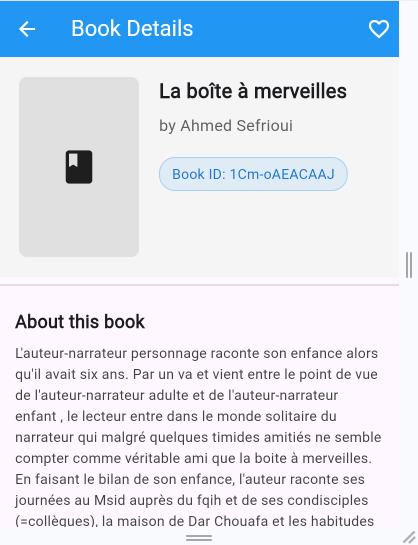 Book Details
La boîte à merveilles
by Ahmed Sefrioui
Book ID: 1Cm-oAEACAAJ
About this book
L'auteur-narrateur personnage raconte son enfance alors
qu'il avait six ans. Par un va et vient entre le point de vue
de l'auteur-narrateur adulte et de l'auteur-narrateur
enfant , le lecteur entre dans le monde solitaire du
narrateur qui malgré quelques timides amitiés ne semble
compter comme véritable ami que la boite à merveilles.
En faisant le bilan de son enfance, l'auteur raconte ses
journées au Msid auprès du fqih et de ses condisciples
(=collèques), la maison de Dar Chouafa et les habitudes